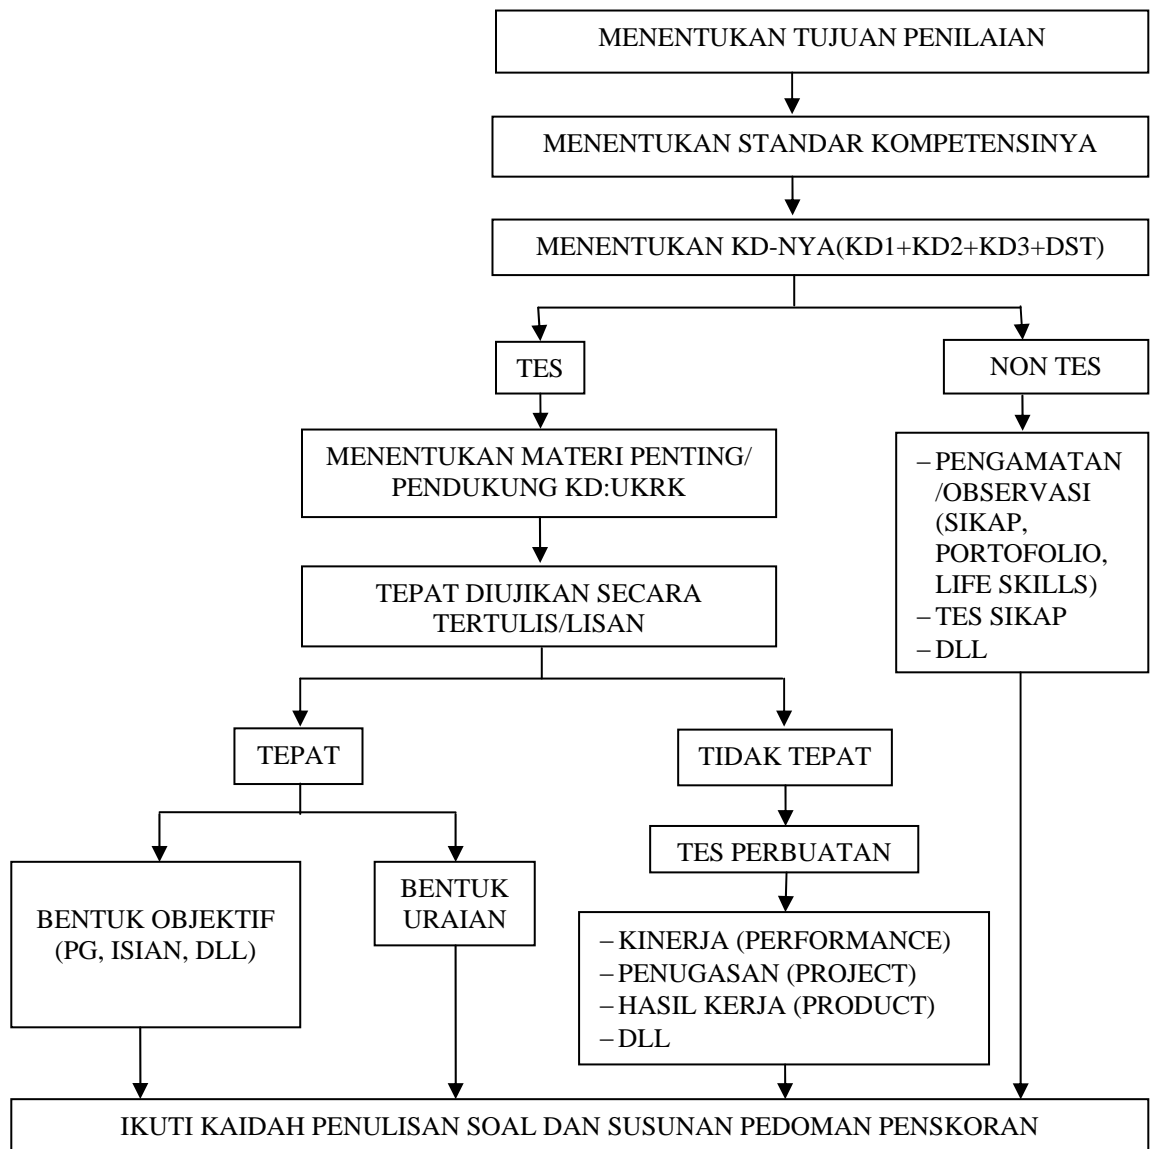 MENENTUKAN TUJUAN PENILAIAN
MENENTUKAN STANDAR KOMPETENSINYA
MENENTUKAN KD-NYA(KD1+KD2+KD3+DST)
TES
NON TES
MENENTUKAN MATERI PENTING/
PENDUKUNG KD:UKRK
– PENGAMATAN
/OBSERVASI
(SIKAP,
PORTOFOLIO,
LIFE SKILLS)
– TES SIKAP
– DLL
TEPAT DIUJIKAN SECARA
TERTULIS/LISAN
TEPAT
TIDAK TEPAT
TES PERBUATAN
BENTUK OBJEKTIF
(PG, ISIAN, DLL)
BENTUK
URAIAN
– KINERJA (PERFORMANCE)
– PENUGASAN (PROJECT)
– HASIL KERJA (PRODUCT)
– DLL
IKUTI KAIDAH PENULISAN SOAL DAN SUSUNAN PEDOMAN PENSKORAN